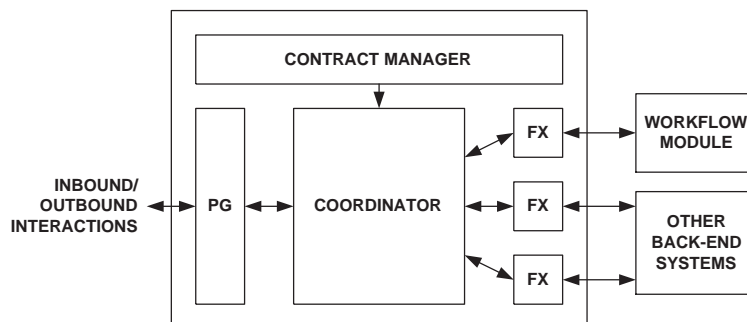 CONTRACT MANAGER
INBOUND/
OUTBOUND
INTERACTIONS
PG
COORDINATOR
FX
FX
FX
WORKFLOW
MODULE
OTHER
BACK-END
SYSTEMS